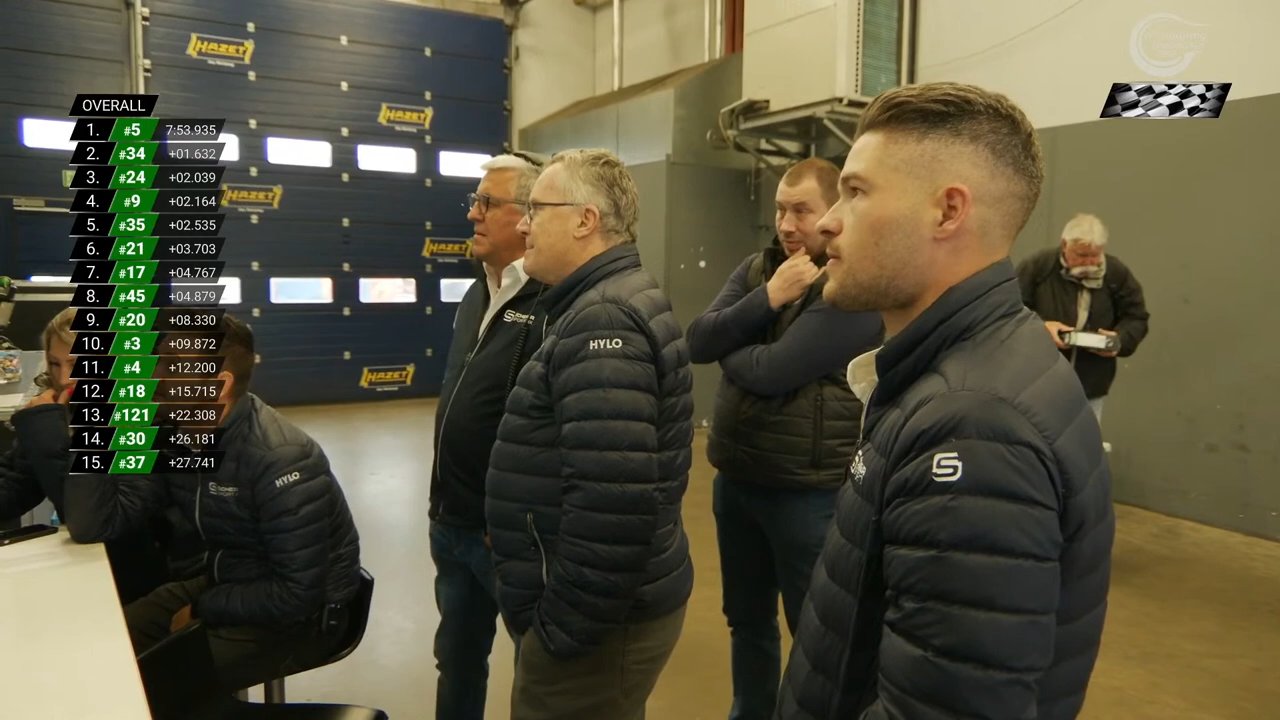 HAZET
HAZET
HAZET
HAZET
HAZET
OVERALL
1. #5 7:53.935
2. #34 +01.632
3. #24 +02.039
4. #9 +02.164
5. #35 +02.535
6. #21 +03.703
7. #17 +04.767
8. #45 +04.879
9. #20 +08.330
10. #3 +09.872
11. #4 +12.200
12. #18 +15.715
13. #121 +22.308
14. #30 +26.181
15. #37 +27.741
HYLO
HYLO